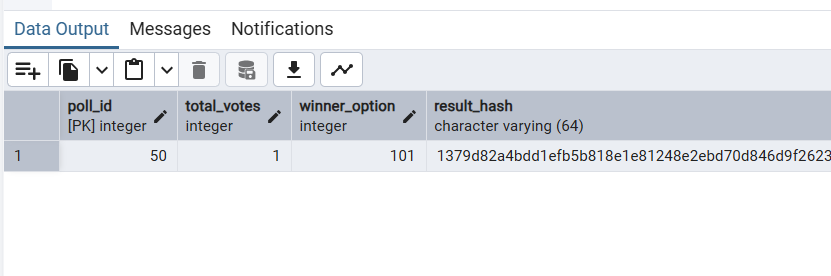 Data Output Messages Notifications
poll_id total_votes winner_option result_hash
[PK] integer integer integer character varying (64)
1 50 1 101 1379d82a4bdd1efb5b818e1e81248e2ebd70d846d9f2623